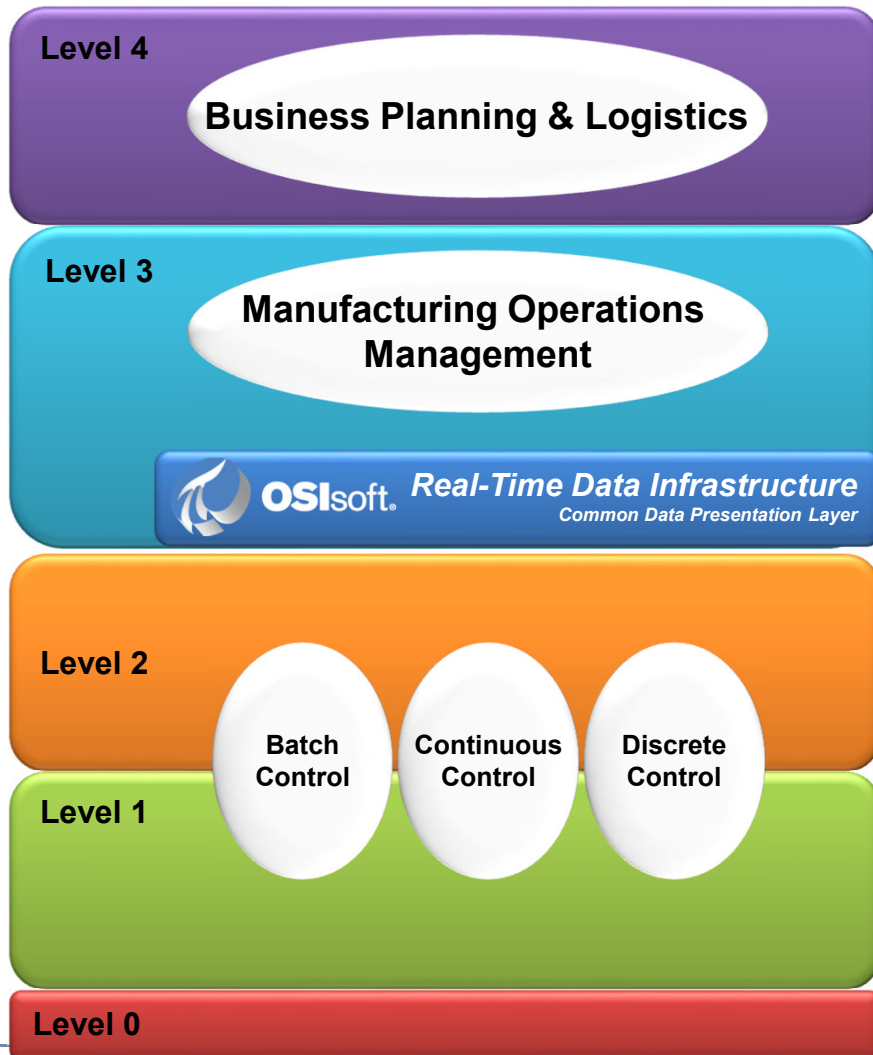 Level 4
Business Planning & Logistics
Level 3
Manufacturing Operations
Management
OSIsoft. Real-Time Data Infrastructure
Common Data Presentation Layer
Level 2
Batch
Control
Continuous
Control
Discrete
Control
Level 1
Level 0